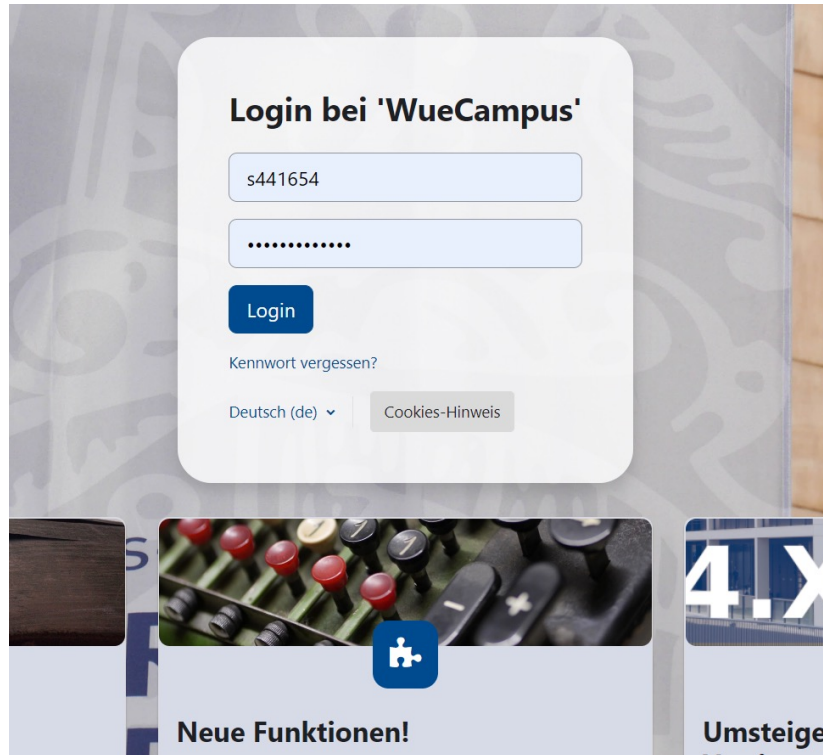 Login bei 'WueCampus'
s441654
•••••••••••••
Login
Kennwort vergessen?
Deutsch (de)
Cookies-Hinweis
4.X
Neue Funktionen!
Umsteige